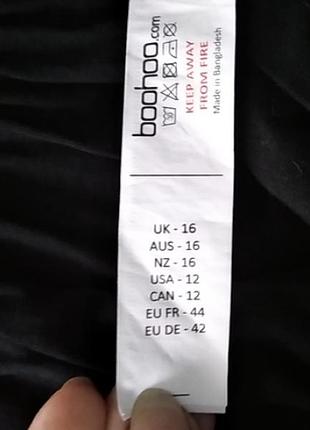 boohoo.com
KEEP AWAY
FROM FIRE
Made in Bangladesh
UK - 16
AUS - 16
NZ - 16
USA - 12
CAN - 12
EU FR - 44
EU DE - 42